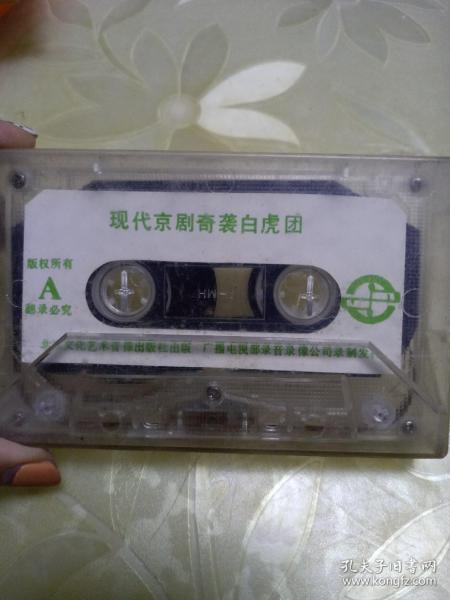 现代京剧奇袭白虎团
版权所有
A
翻录必究
MH
文化艺术音像出版社出版 广播电视部录音录像公司录制发
孔夫子旧书网
www.kongfz.com